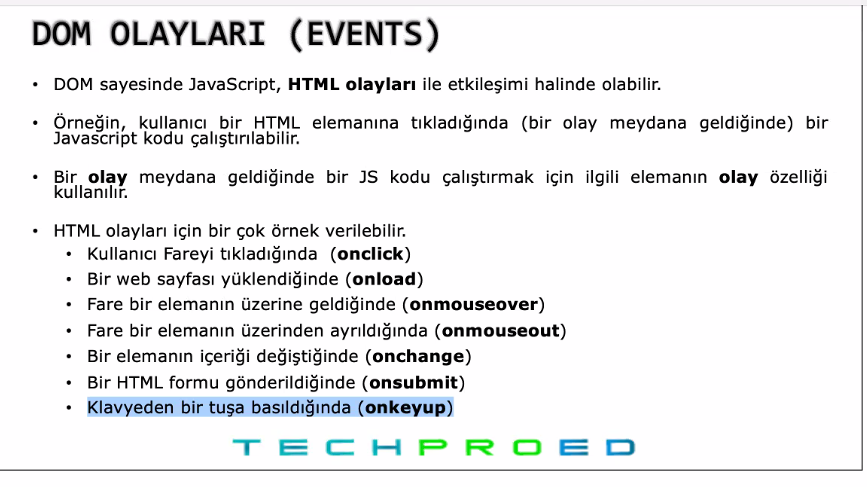 DOM OLAYLARI (EVENTS)
• DOM sayesinde JavaScript, HTML olayları ile etkileşimi halinde olabilir.
• Örneğin, kullanıcı bir HTML elemanına tıkladığında (bir olay meydana geldiğinde) bir
Javascript kodu çalıştırılabilir.
• Bir olay meydana geldiğinde bir JS kodu çalıştırmak için ilgili elemanın olay özelliği
kullanılır.
• HTML olayları için bir çok örnek verilebilir.
• Kullanıcı Fareyi tıkladığında (onclick)
• Bir web sayfası yüklendiğinde (onload)
• Fare bir elemanın üzerine geldiğinde (onmouseover)
• Fare bir elemanın üzerinden ayrıldığında (onmouseout)
• Bir elemanın içeriği değiştiğinde (onchange)
• Bir HTML formu gönderildiğinde (onsubmit)
• Klavyeden bir tuşa basıldığında (onkeyup)
TECHPROED